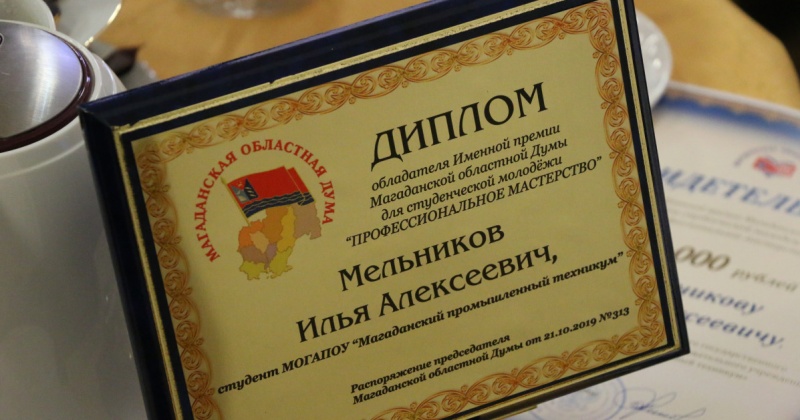 МАГАДАНСКАЯ ОБЛАСТНАЯ ДУМА
ДИПЛОМ
обладателя Именной премии
Магаданской областной Думы
для студенческой молодёжи
"ПРОФЕССИОНАЛЬНОЕ МАСТЕРСТВО"
Мельников
Илья Алексеевич,
студент МОГАПОУ "Магаданский промышленный техникум"
Распоряжение председателя
Магаданской областной Думы от 21.10.2019 №313
000 рублей